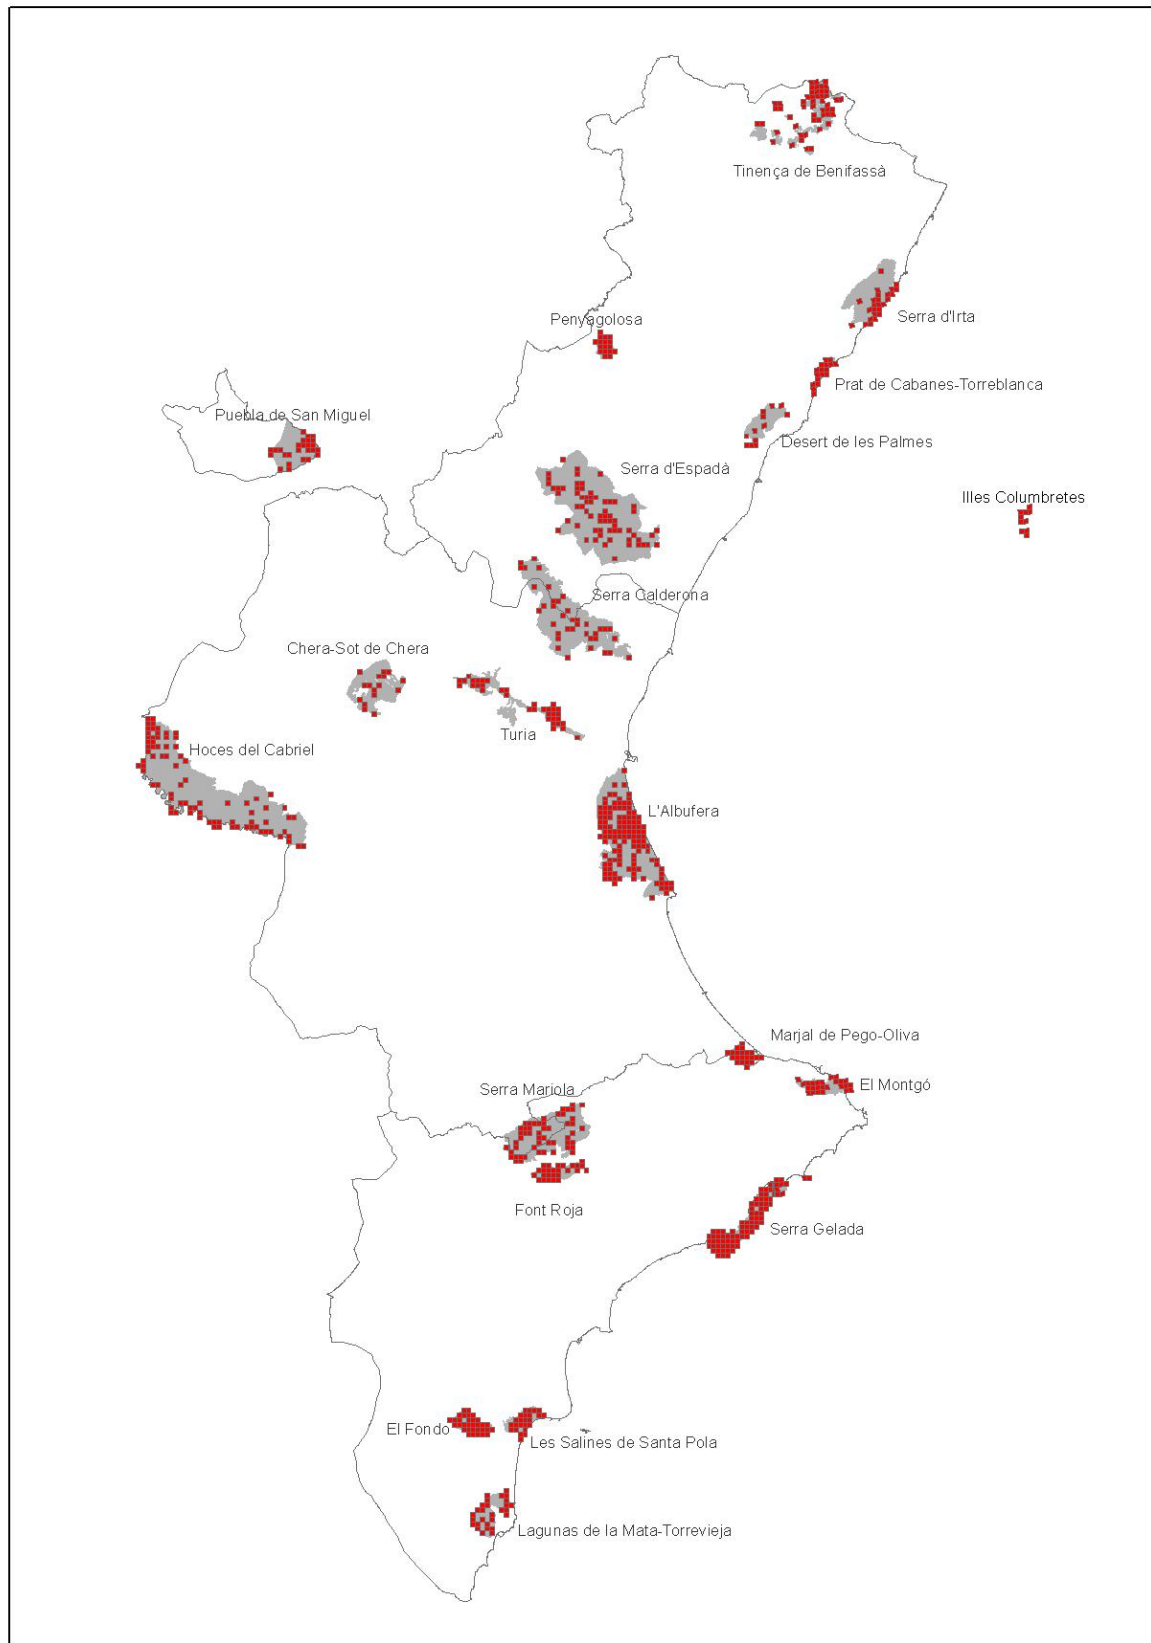 Tinença de Benifassà
Serra d'Irta
Penyagolosa
Prat de Cabanes-Torreblanca
Puebla de San Miguel
Desert de les Palmes
Serra d'Espadà
Illes Columbretes
Serra Calderona
Chera-Sot de Chera
Turia
Hoces del Cabriel
L'Albufera
Marjal de Pego-Oliva
El Montgó
Serra Mariola
Font Roja
Serra Gelada
El Fondo
Les Salines de Santa Pola
Lagunas de la Mata-Torrevieja